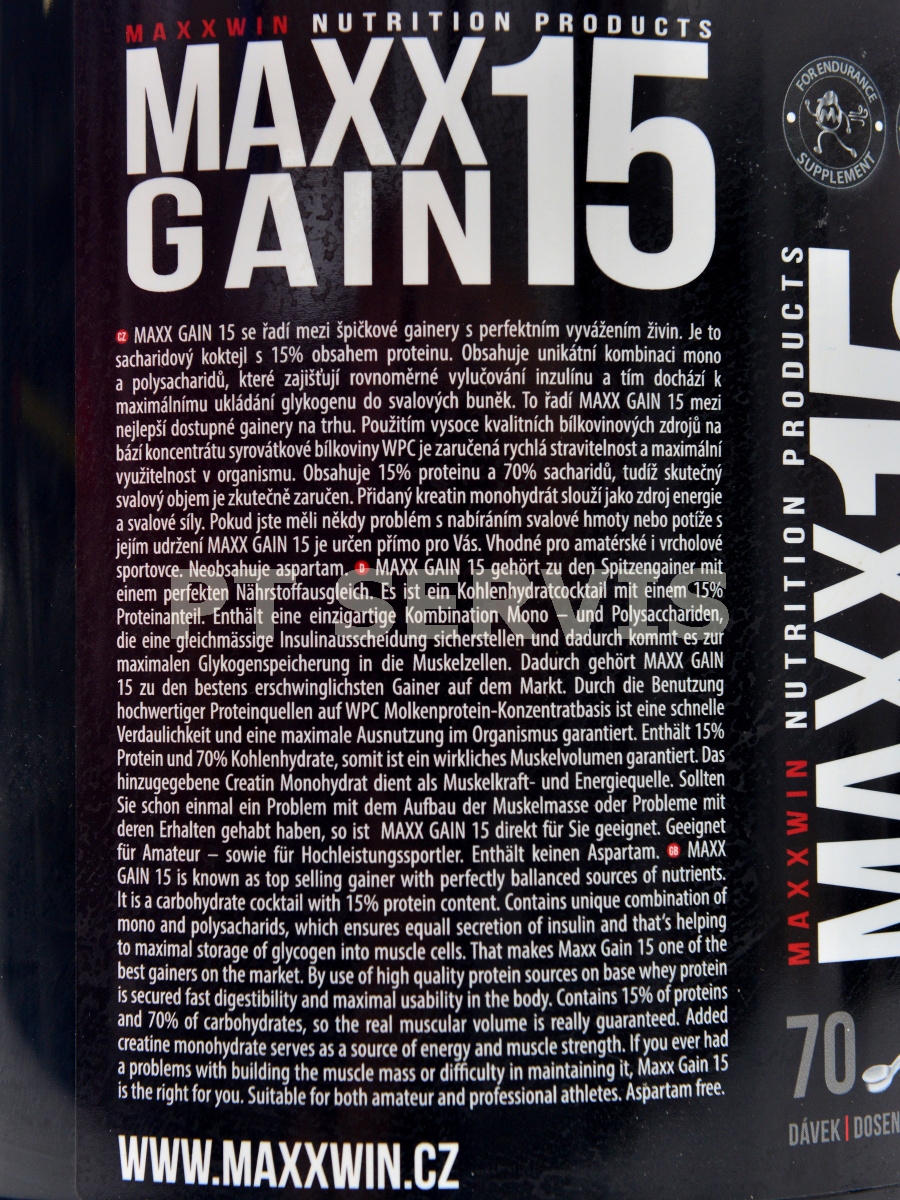 MAXXWIN NUTRITION PRODUCTS
MAXX 15
GAIN
CZ MAXX GAIN 15 se řadí mezi špičkové gainery s perfektním vyvážením živin. Je to
sacharidový koktejl s 15% obsahem proteinu. Obsahuje unikátní kombinaci mono
a polysacharidů, které zajišťují rovnoměrné vylučování inzulínu a tím dochází k
maximálnímu ukládání glykogenu do svalových buněk. To řadí MAXX GAIN 15 mezi
nejlepší dostupné gainery na trhu. Použitím vysoce kvalitních bílkovinových zdrojů na
bází koncentrátu syrovátkové bílkoviny WPC je zaručená rychlá stravitelnost a maximální
využitelnost v organismu. Obsahuje 15% proteinu a 70% sacharidů, tudíž skutečný
svalový objem je zkutečně zaručen. Přidaný kreatin monohydrát slouží jako zdroj energie
a svalové síly. Pokud jste měli někdy problém s nabíráním svalové hmoty nebo potíže s
jejím udržení MAXX GAIN 15 je určen přímo pro Vás. Vhodné pro amatérské i vrcholové
sportovce. Neobsahuje aspartam. D MAXX GAIN 15 gehört zu den Spitzengainer mit
einem perfekten Nährstoffausgleich. Es ist ein Kohlenhydratcocktail mit einem 15%
Proteinanteil. Enthält eine einzigartige Kombination Mono – und Polysacchariden,
die eine gleichmässige Insulinausscheidung sicherstellen und dadurch kommt es zur
maximalen Glykogenspeicherung in die Muskelzellen. Dadurch gehört MAXX GAIN
15 zu den bestens erschwinglichsten Gainer auf dem Markt. Durch die Benutzung
hochwertiger Proteinquellen auf WPC Molkenprotein-Konzentratbasis ist eine schnelle
Verdaulichkeit und eine maximale Ausnutzung im Organismus garantiert. Enthält 15%
Protein und 70% Kohlenhydrate, somit ist ein wirkliches Muskelvolumen garantiert. Das
hinzugegebene Creatin Monohydrat dient als Muskelkraft- und Energiequelle. Sollten
Sie schon einmal ein Problem mit dem Aufbau der Muskelmasse oder Probleme mit
deren Erhalten gehabt haben, so ist MAXX GAIN 15 direkt für Sie geeignet. Geeignet
für Amateur – sowie für Hochleistungssportler. Enthält keinen Aspartam. GB MAXX
GAIN 15 is known as top selling gainer with perfectly ballanced sources of nutrients.
It is a carbohydrate cocktail with 15% protein content. Contains unique combination of
mono and polysacharids, which ensures equall secretion of insulin and that's helping
to maximal storage of glycogen into muscle cells. That makes Maxx Gain 15 one of the
best gainers on the market. By use of high quality protein sources on base whey protein
is secured fast digestibility and maximal usability in the body. Contains 15% of proteins
and 70% of carbohydrates, so the real muscular volume is really guaranteed. Added
creatine monohydrate serves as a source of energy and muscle strength. If you ever had
a problems with building the muscle mass or difficulty in maintaining it, Maxx Gain 15
is the right for you. Suitable for both amateur and professional athletes. Aspartam free.
WWW.MAXXWIN.CZ
PT SERVIS
FOR ENDURANCE
M
SUPPLEMENT
MAXXWIN NUTRITION PRODUCTS
MAXX 15
70
DÁVEK | DOSEN